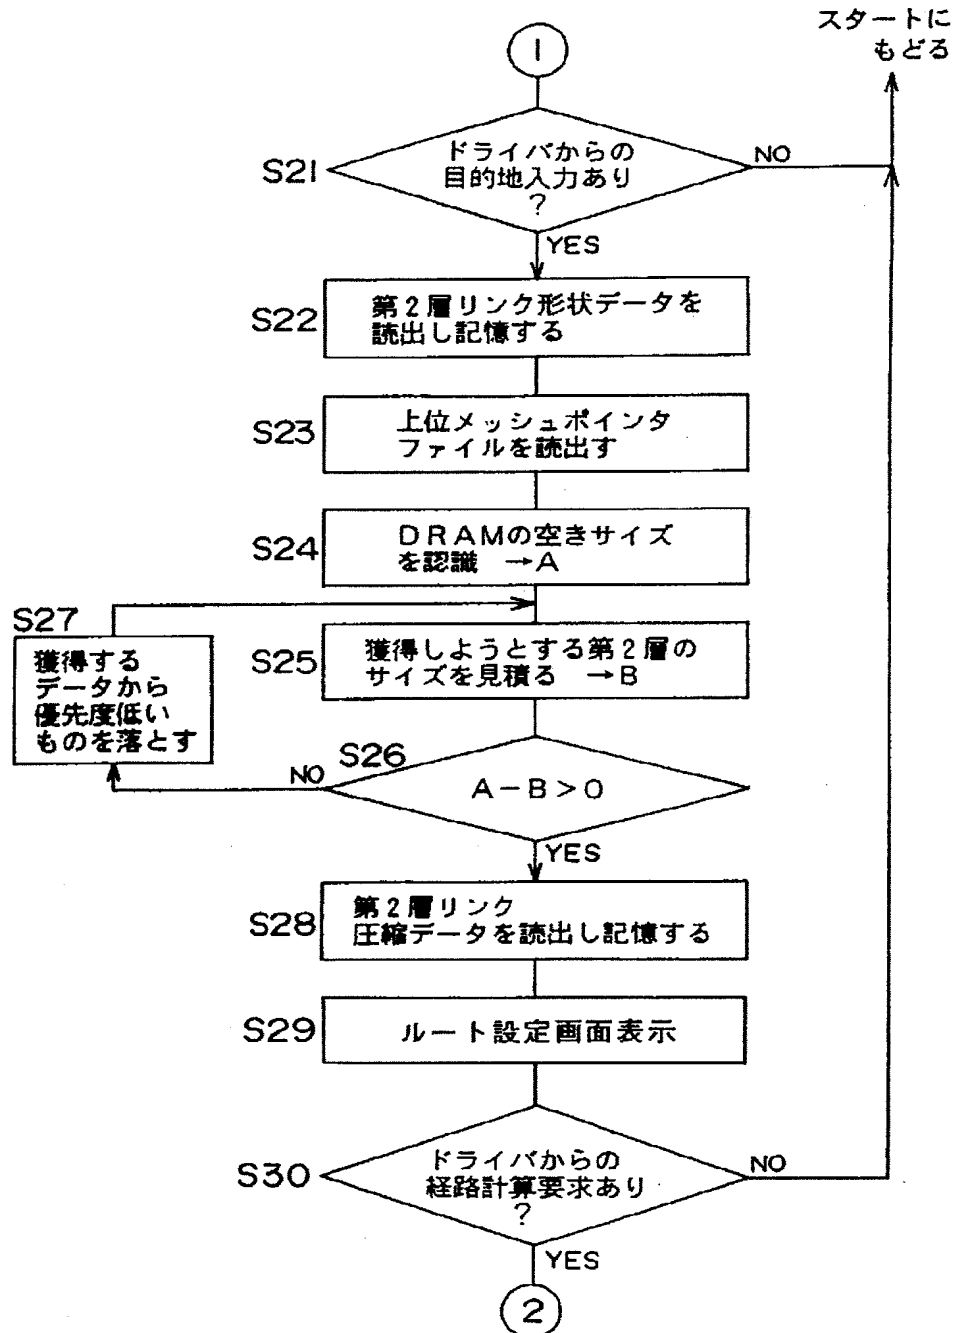 スタートに
もどる
1
S21
ドライバからの
目的地入力あり
?
NO
YES
S22
第2層リンク形状データを
読出し記憶する
S23
上位メッシュポインタ
ファイルを読出す
S24
DRAMの空きサイズ
を認識 →A
S27
獲得する
データから
優先度低い
ものを落とす
S25
獲得しようとする第2層の
サイズを見積る →B
S26
NO
A-B>0
YES
S28
第2層リンク
圧縮データを読出し記憶する
S29
ルート設定画面表示
S30
ドライバからの
経路計算要求あり
?
NO
YES
2